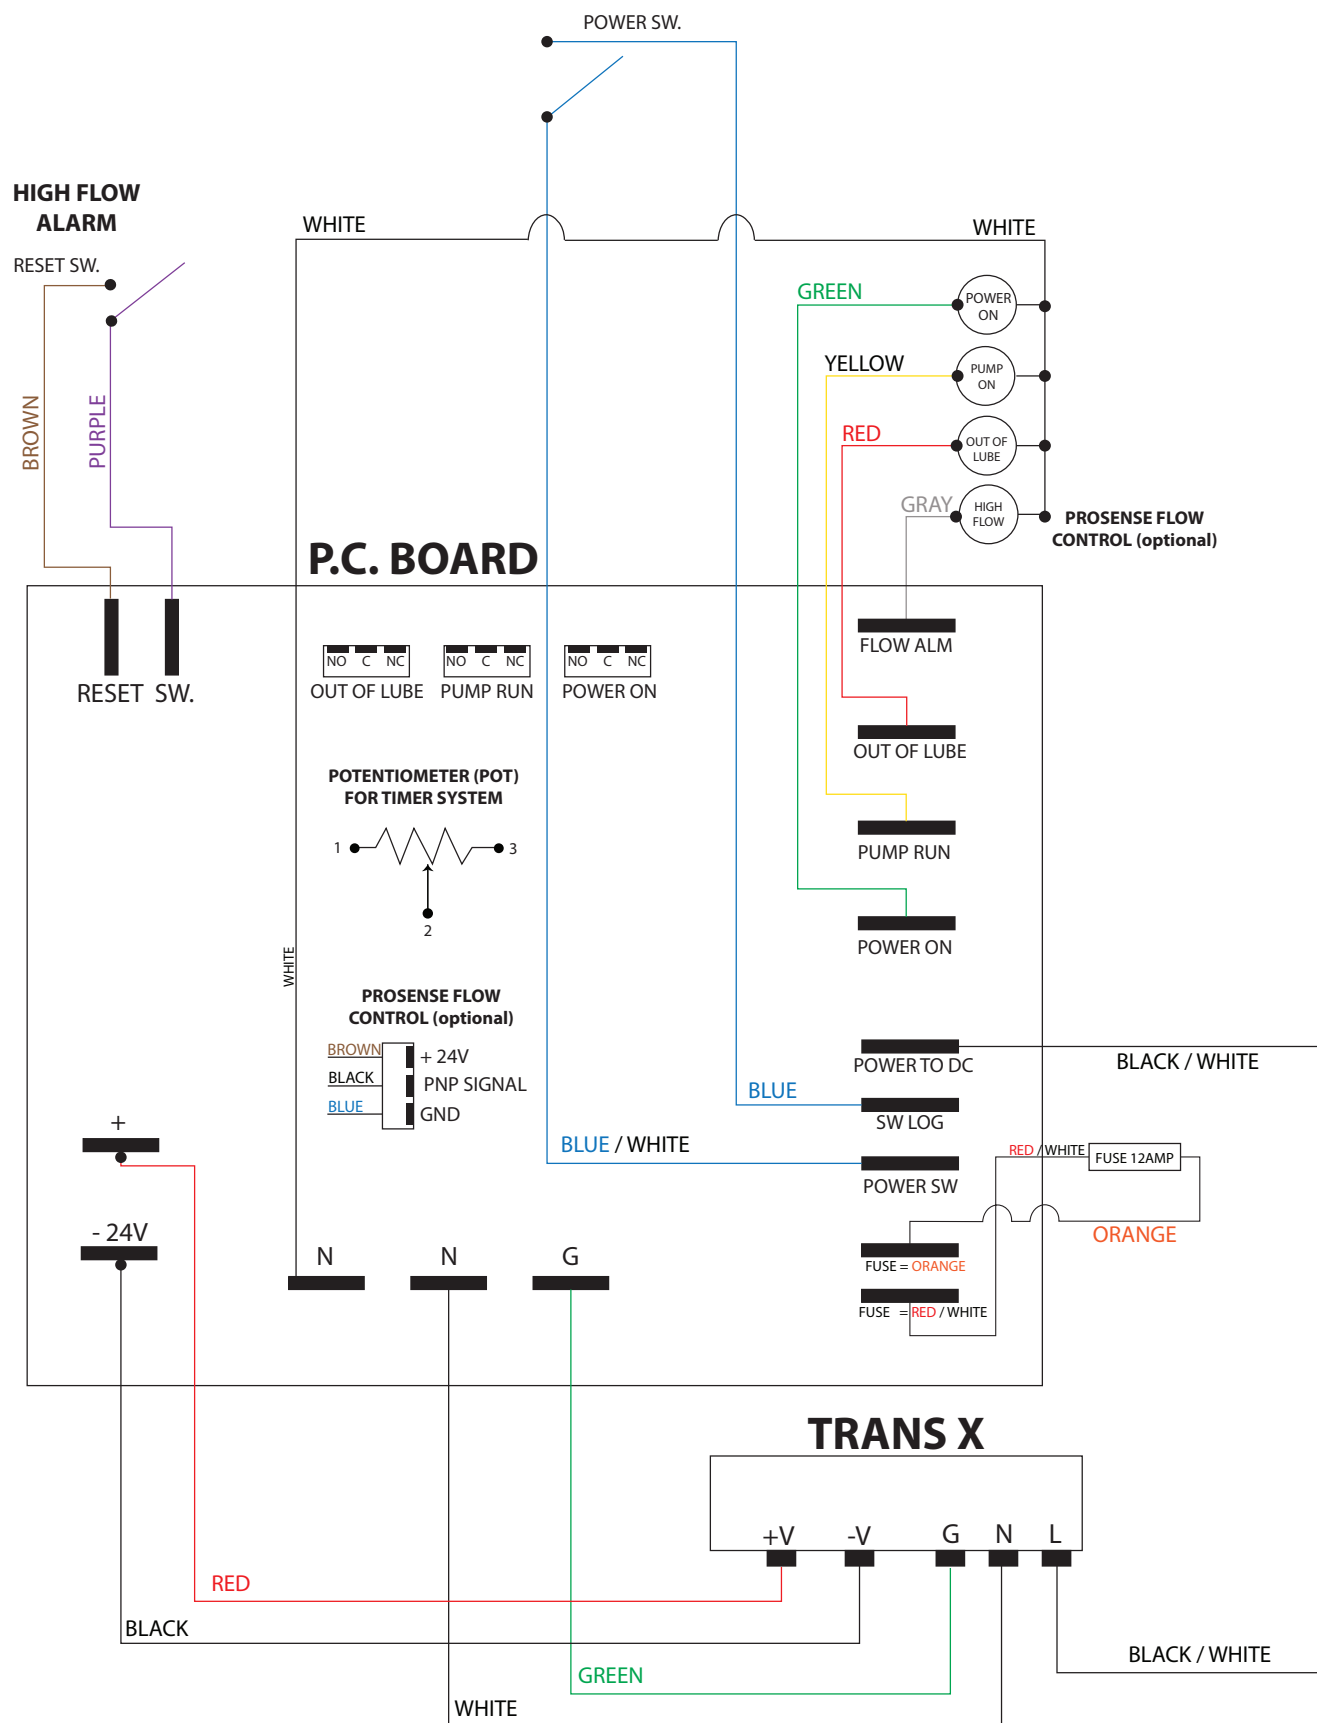 POWER SW.
HIGH FLOW
ALARM
RESET SW.
WHITE
WHITE
GREEN
POWER
ON
YELLOW
PUMP
ON
BROWN
PURPLE
RED
OUT OF
LUBE
GRAY
HIGH
FLOW
PROSENSE FLOW
CONTROL (optional)
P.C. BOARD
RESET SW.
NO C NC
OUT OF LUBE
NO C NC
PUMP RUN
NO C NC
POWER ON
FLOW ALM
OUT OF LUBE
POTENTIOMETER (POT)
FOR TIMER SYSTEM
1
3
2
PUMP RUN
POWER ON
WHITE
PROSENSE FLOW
CONTROL (optional)
BROWN
+ 24V
BLACK
PNP SIGNAL
BLUE
GND
POWER TO DC
BLACK / WHITE
BLUE
SW LOG
BLUE / WHITE
POWER SW
RED / WHITE
FUSE 12AMP
ORANGE
FUSE = ORANGE
FUSE = RED / WHITE
+
- 24V
N
N
G
TRANS X
+V
-V
G
N
L
RED
BLACK
GREEN
WHITE
BLACK / WHITE